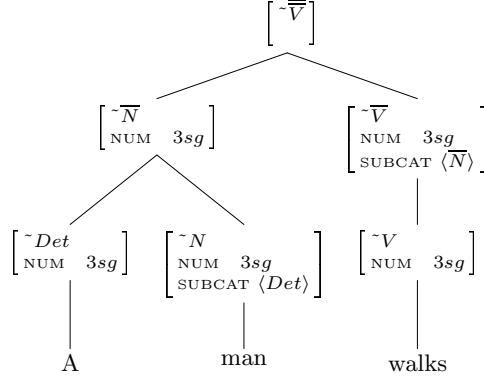 [˜V̿]
[˜N̅
NUM 3sg]
[˜V̅
NUM 3sg
SUBCAT ⟨N̅⟩]
[˜Det
NUM 3sg]
[˜N
NUM 3sg
SUBCAT ⟨Det⟩]
[˜V
NUM 3sg]
A man walks